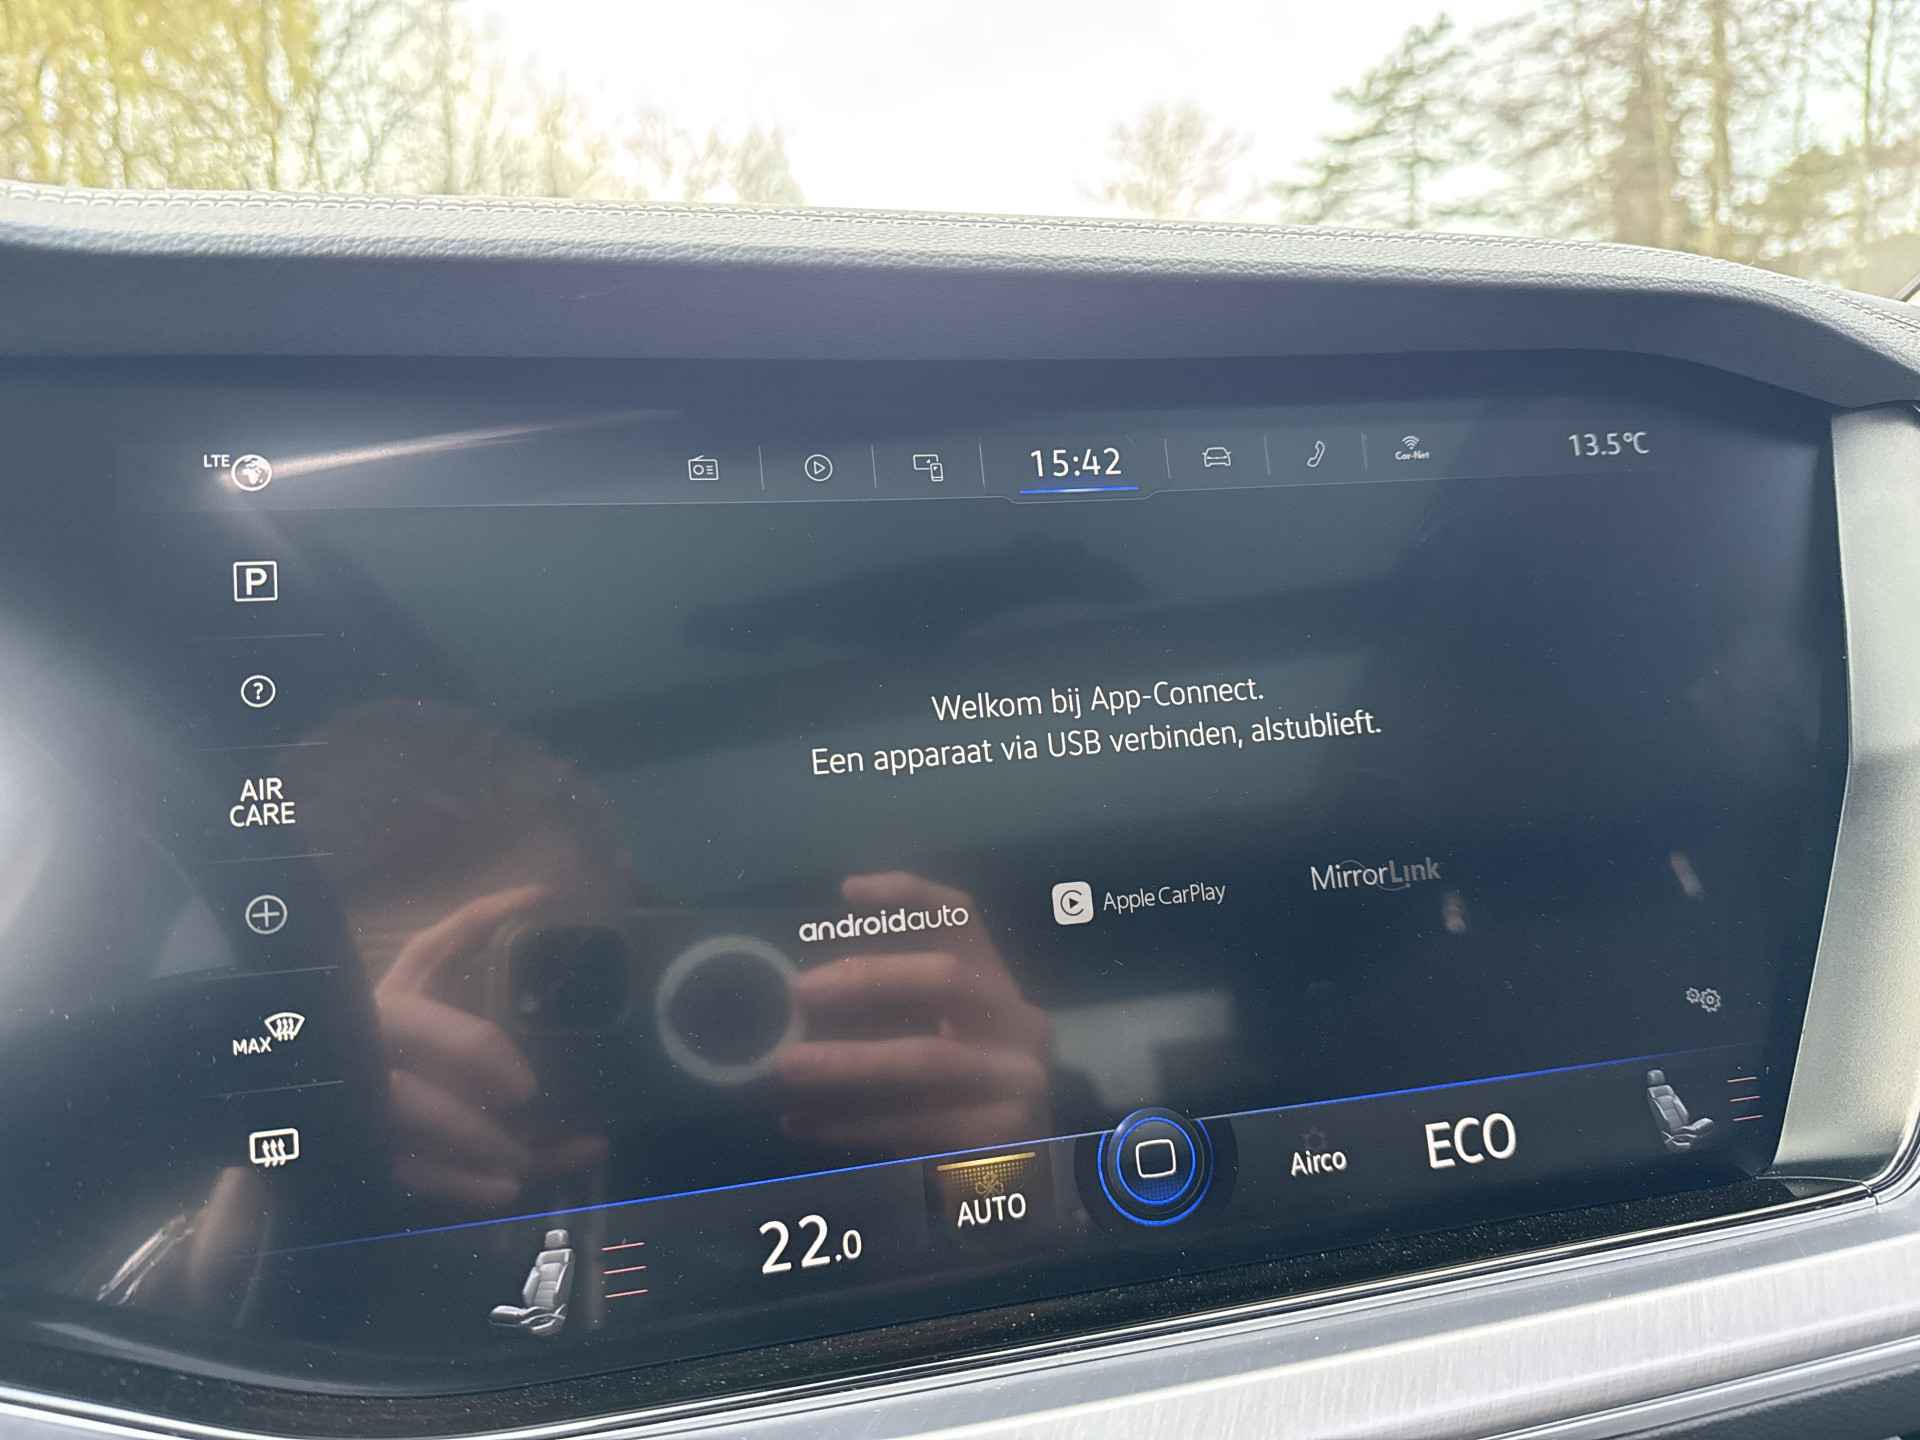 LTE
15:42
Car-Net
13.5°C
P
?
Welkom bij App-Connect.
Een apparaat via USB verbinden, alstublieft.
AIR
CARE
androidauto
Apple CarPlay
MirrorLink
MAX
22.0
AUTO
Airco
ECO